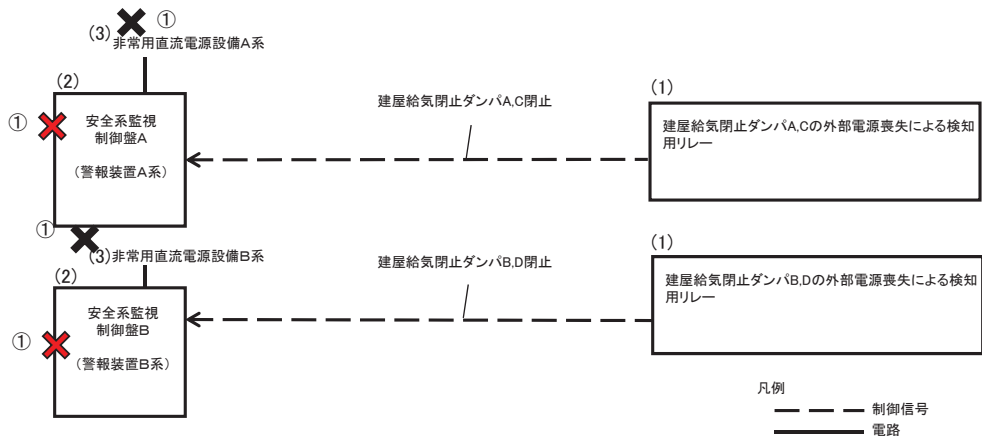 ①
(3) 非常用直流電源設備A系
(2)
①
安全系監視
制御盤A
(警報装置A系)
建屋給気閉止ダンパA,C閉止
(1)
建屋給気閉止ダンパA,Cの外部電源喪失による検知
用リレー
①
(3)非常用直流電源設備B系
(2)
①
安全系監視
制御盤B
(警報装置B系)
建屋給気閉止ダンパB,D閉止
(1)
建屋給気閉止ダンパB,Dの外部電源喪失による検知
用リレー
凡例
制御信号
電路